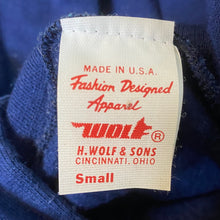 MADE IN U.S.A.
Fashion Designed
Apparel
WOLF®
H. WOLF & SONS
CINCINNATI, OHIO
Small